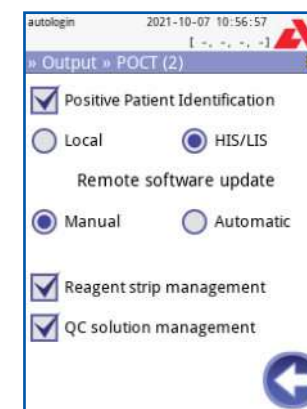 autologin 2021-10-07 10:56:57
[ -, -, -, -]
» Output » POCT (2)
Positive Patient Identification
Local HIS/LIS
Remote software update
Manual Automatic
Reagent strip management
QC solution management